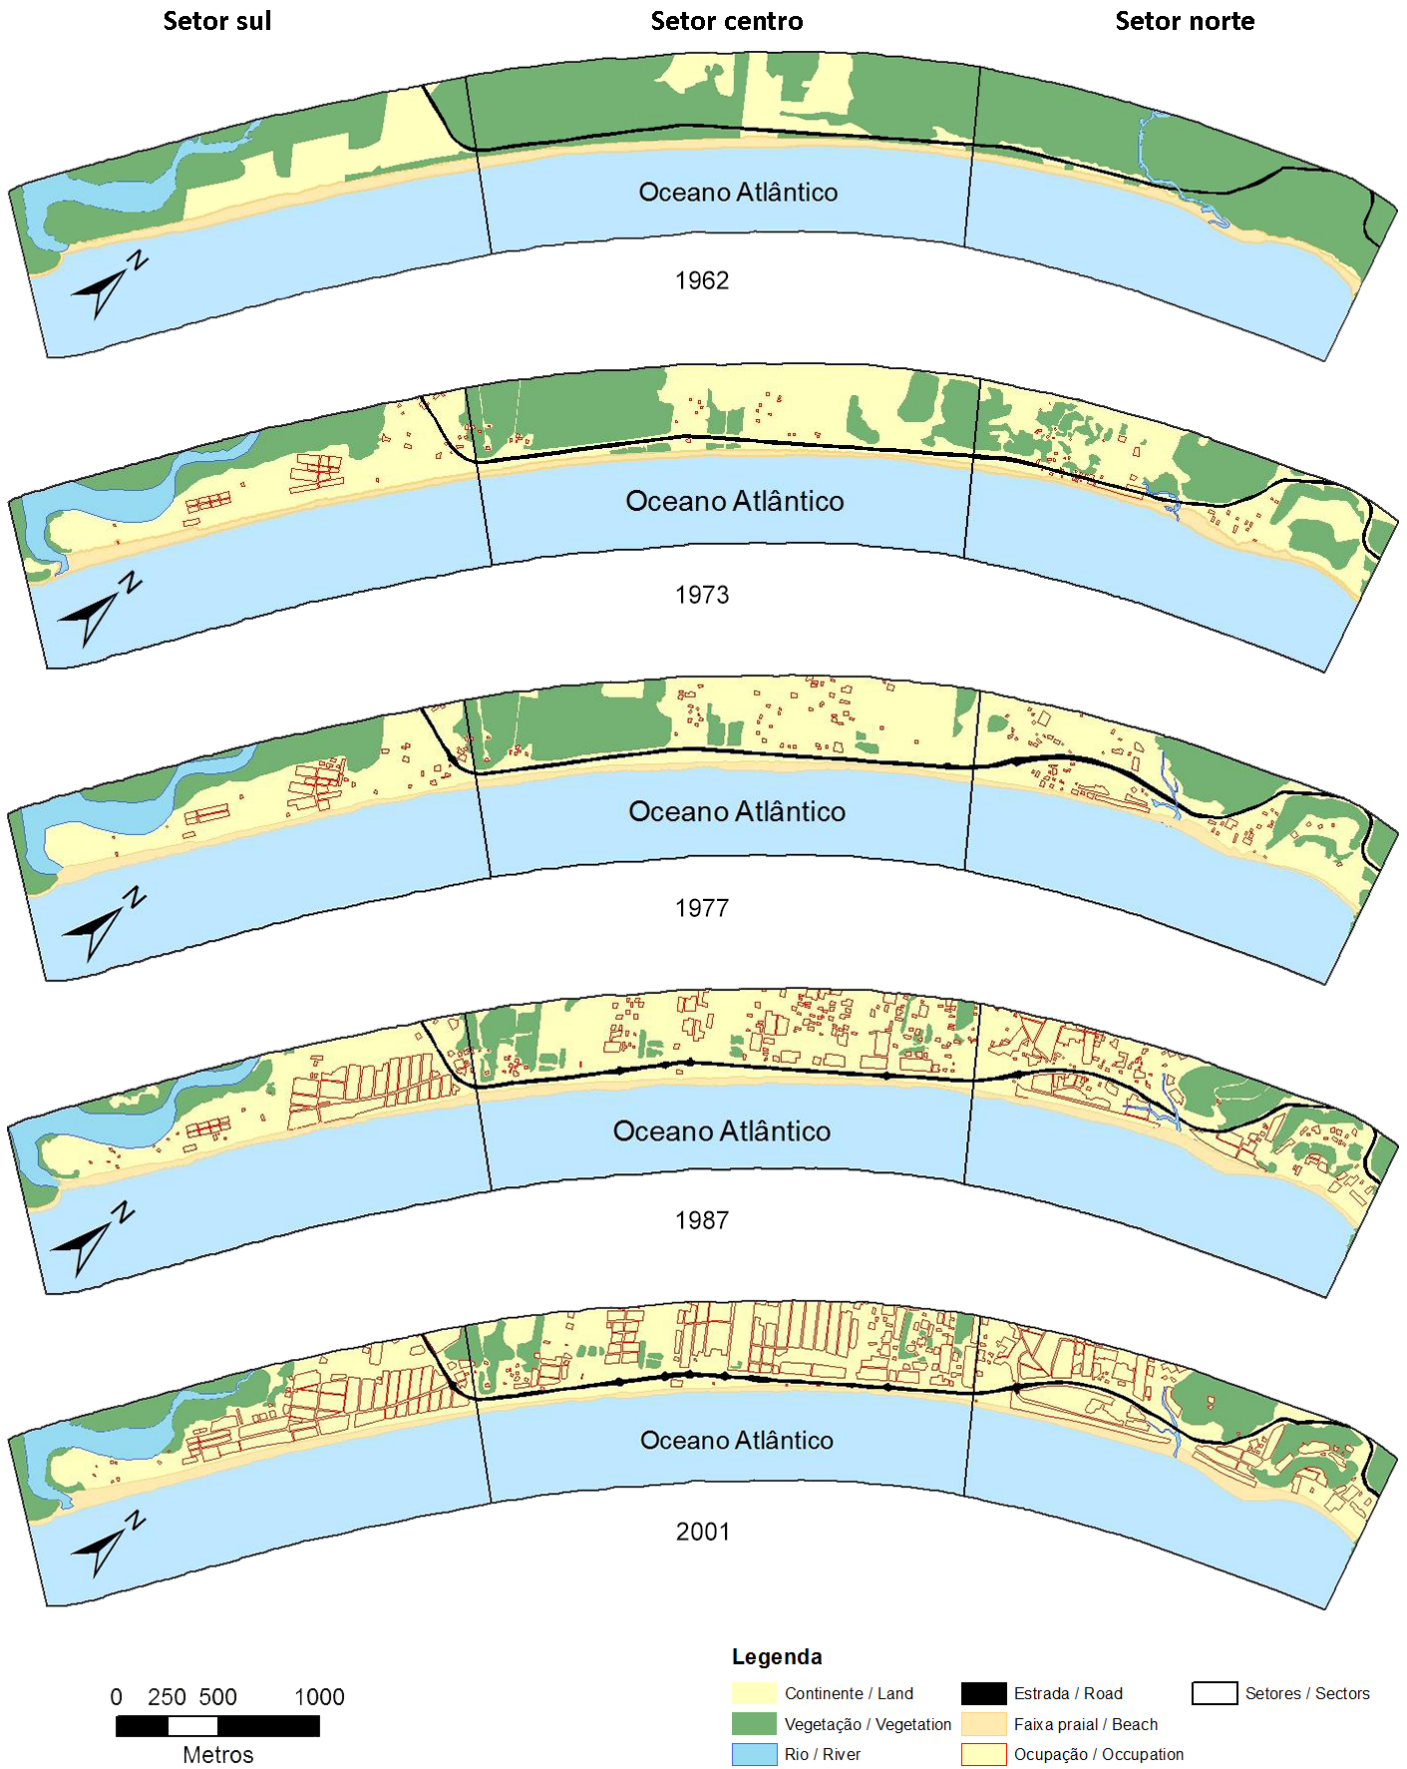 Setor sul Setor centro Setor norte
Oceano Atlântico
N
1962
Oceano Atlântico
N
1973
Oceano Atlântico
N
1977
Oceano Atlântico
N
1987
Oceano Atlântico
N
2001
Legenda
0 250 500 1000
Metros
Continente / Land Estrada / Road Setores / Sectors
Vegetação / Vegetation Faixa praial / Beach
Rio / River Ocupação / Occupation